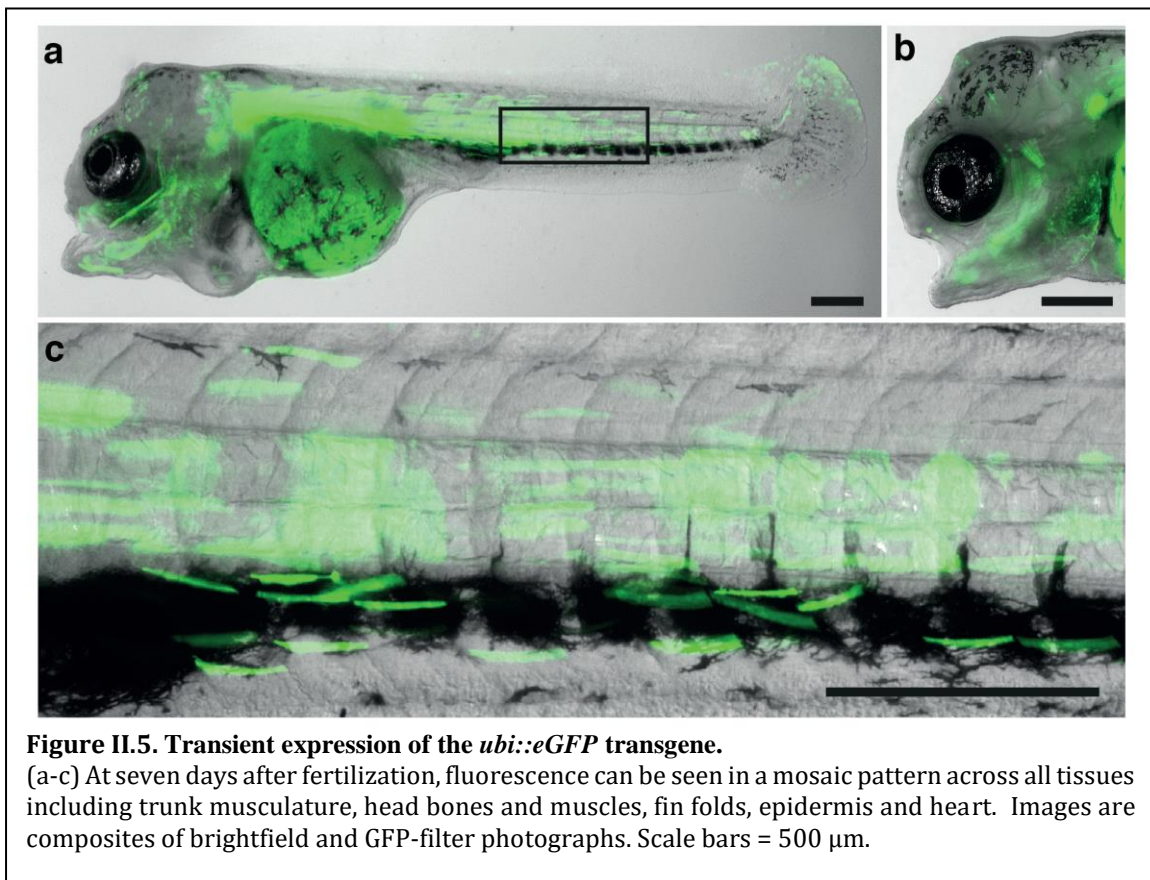 a
b
c
Figure II.5. Transient expression of the ubi::eGFP transgene.
(a-c) At seven days after fertilization, fluorescence can be seen in a mosaic pattern across all tissues
including trunk musculature, head bones and muscles, fin folds, epidermis and heart. Images are
composites of brightfield and GFP-filter photographs. Scale bars = 500 µm.